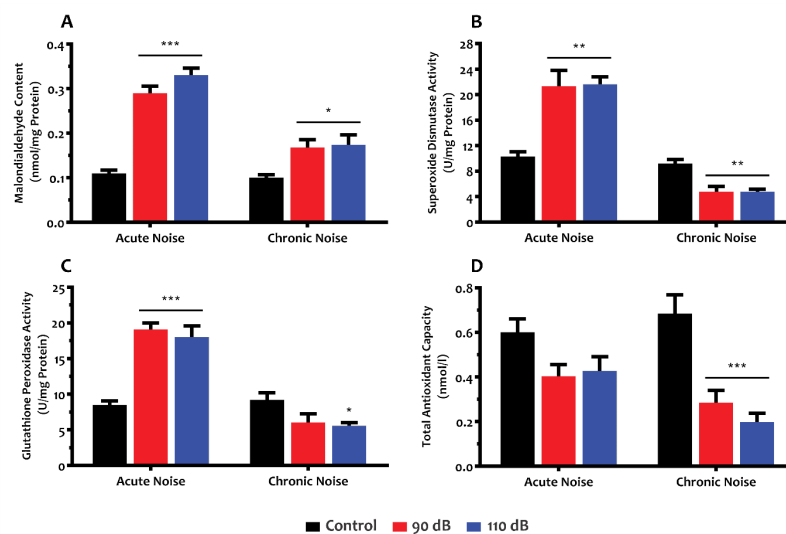 A
Malondialdehyde Content
(nmol/mg Protein)
0.4
0.3
0.2
0.1
0.0
***
*
Acute Noise
Chronic Noise
B
Superoxide Dismutase Activity
(U/mg Protein)
28
24
20
16
12
8
4
0
**
**
Acute Noise
Chronic Noise
C
Glutathione Peroxidase Activity
(U/mg Protein)
25
20
15
10
5
0
***
*
Acute Noise
Chronic Noise
D
Total Antioxidant Capacity
(nmol/l)
0.8
0.6
0.4
0.2
0.0
***
Acute Noise
Chronic Noise
Control 90 dB 110 dB